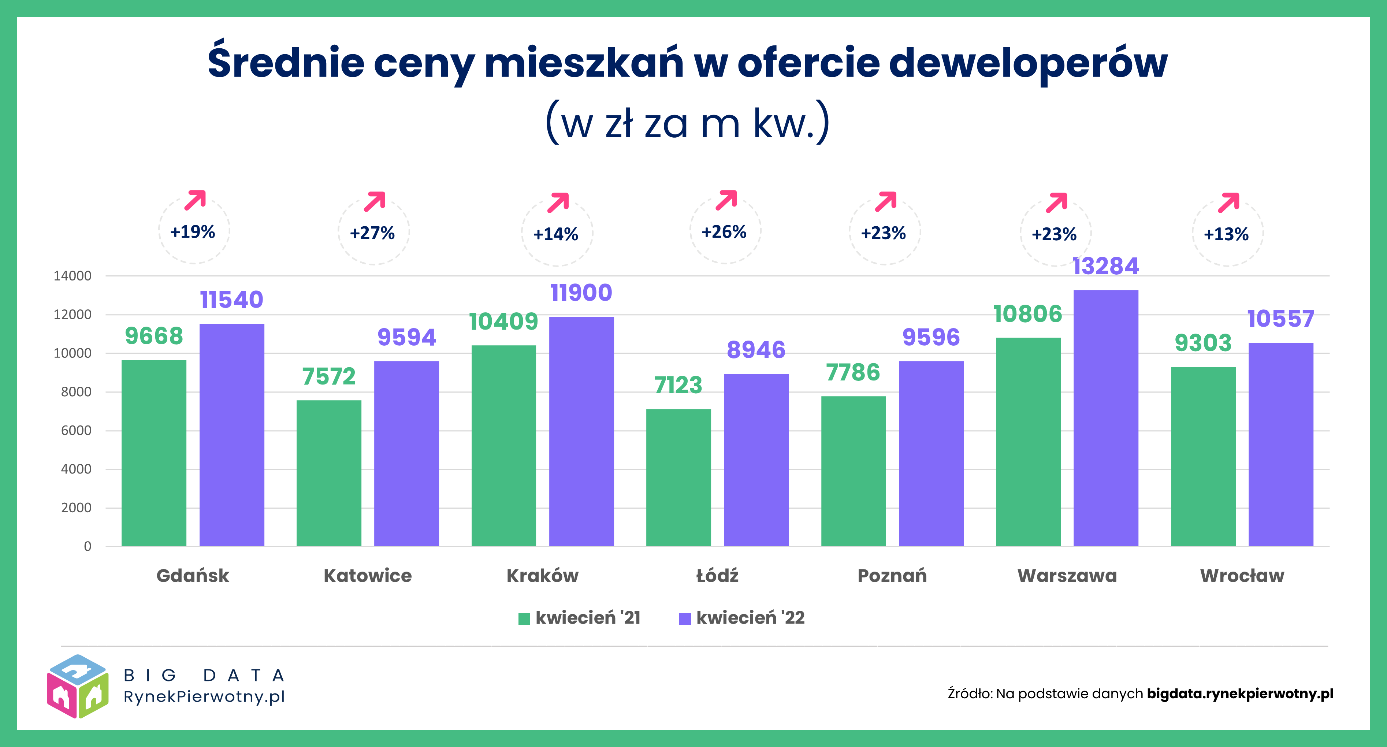 Średnie ceny mieszkań w ofercie deweloperów
(w zł za m kw.)
+19% +27% +14% +26% +23% +23% +13%
14000
12000
10000
8000
6000
4000
2000
0
9668 11540
7572 9594
10409 11900
7123 8946
7786 9596
10806 13284
9303 10557
Gdańsk Katowice Kraków Łódź Poznań Warszawa Wrocław
kwiecień '21 kwiecień '22
BIG DATA
RynekPierwotny.pl
Źródło: Na podstawie danych bigdata.rynekpierwotny.pl